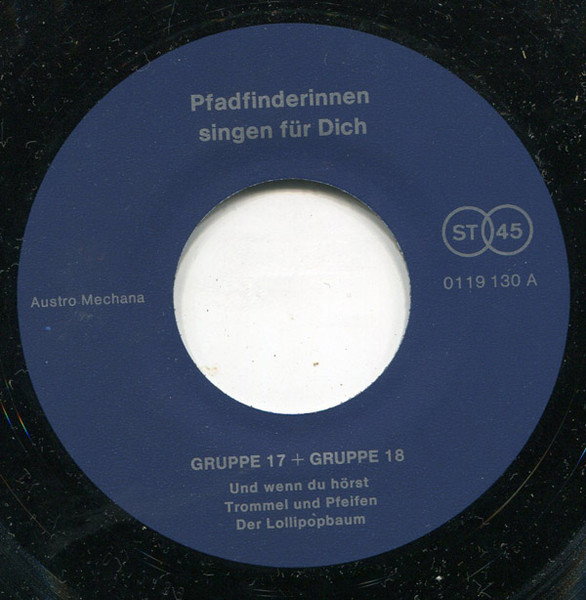 Pfadfinderinnen
singen für Dich
ST 45
0119 130 A
Austro Mechana
GRUPPE 17 + GRUPPE 18
Und wenn du hörst
Trommel und Pfeifen
Der Lollipopbaum